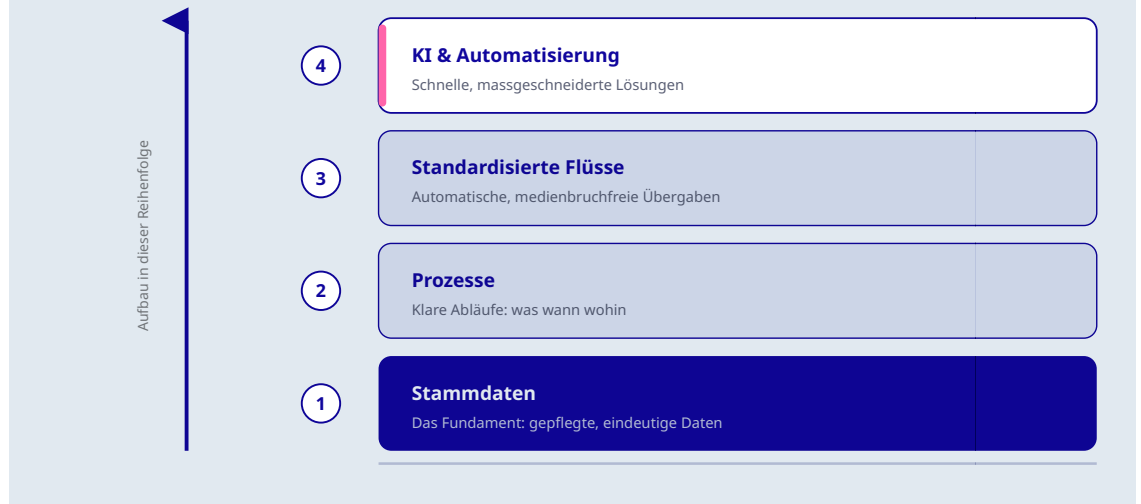 4
KI & Automatisierung
Schnelle, massgeschneiderte Lösungen
3
Standardisierte Flüsse
Automatische, medienbruchfreie Übergaben
Aufbau in dieser Reihenfolge
2
Prozesse
Klare Abläufe: was wann wohin
1
Stammdaten
Das Fundament: gepflegte, eindeutige Daten